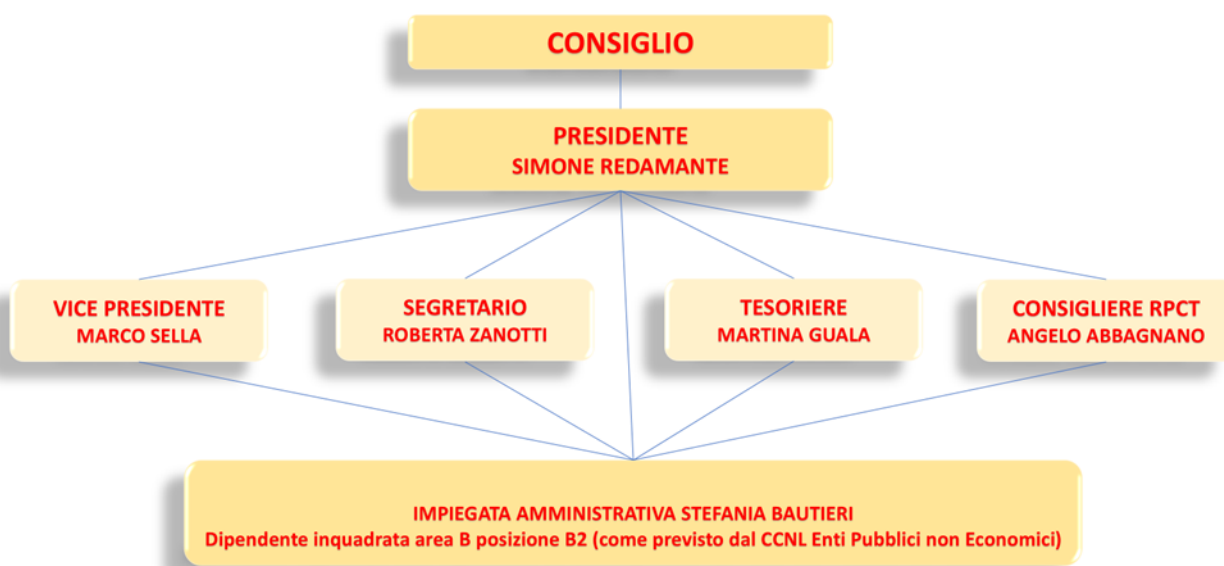 CONSIGLIO
PRESIDENTE
SIMONE REDAMANTE
VICE PRESIDENTE
MARCO SELLA
SEGRETARIO
ROBERTA ZANOTTI
TESORIERE
MARTINA GUALA
CONSIGLIERE RPCT
ANGELO ABBAGNANO
IMPIEGATA AMMINISTRATIVA STEFANIA BAUTIERI
Dipendente inquadrata area B posizione B2 (come previsto dal CCNL Enti Pubblici non Economici)